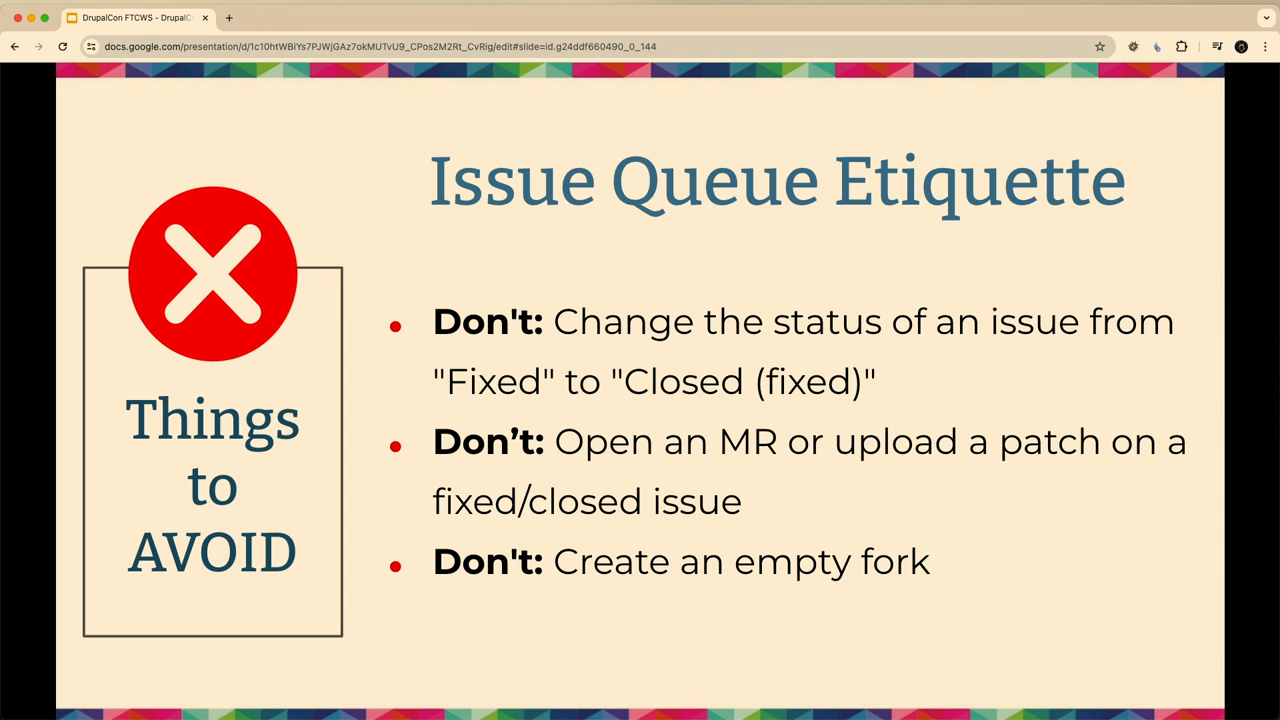 DrupalCon FTCWS - DrupalC
docs.google.com/presentation/d/1c10htWBiYs7PJWjGAz7okMUTvU9_CPos2M2Rt_CvRig/edit#slide=id.g24ddf660490_0_144
Issue Queue Etiquette
Things
to
AVOID
Don't: Change the status of an issue from
"Fixed" to "Closed (fixed)"
Don’t: Open an MR or upload a patch on a
fixed/closed issue
Don't: Create an empty fork